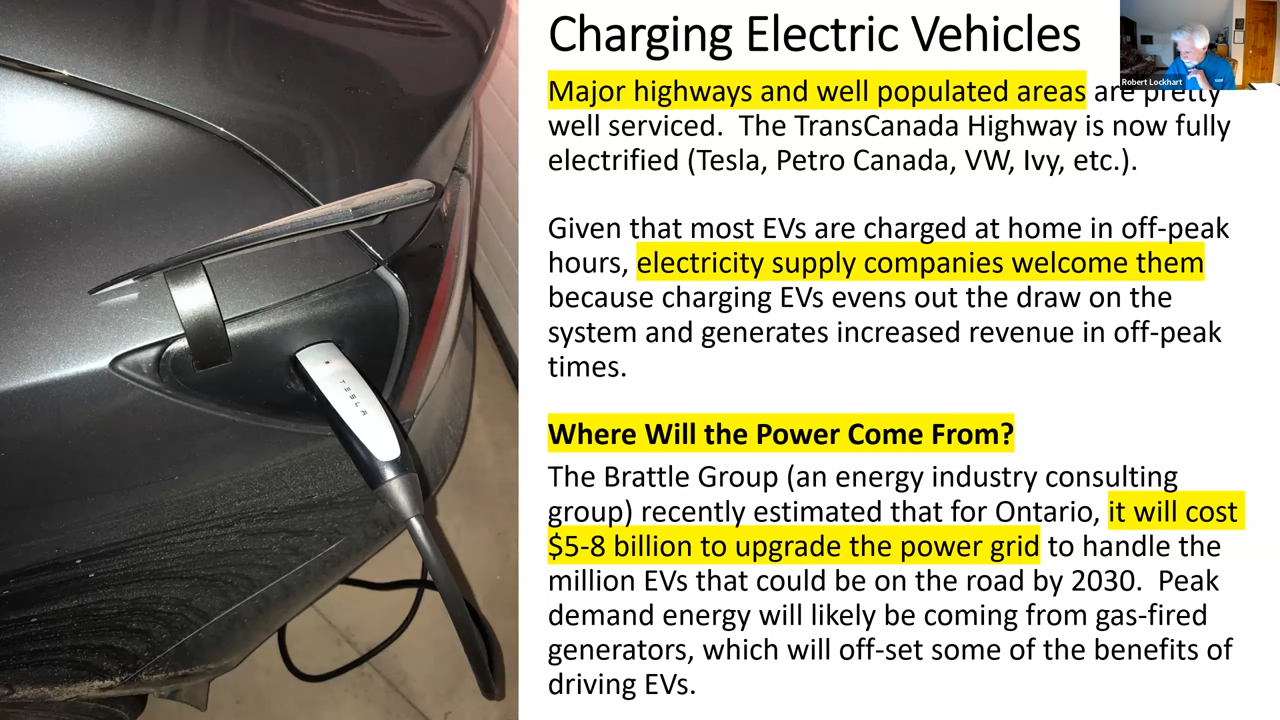 Charging Electric Vehicles
Robert Lockhart
Major highways and well populated areas are pretty
well serviced. The TransCanada Highway is now fully
electrified (Tesla, Petro Canada, VW, Ivy, etc.).
Given that most EVs are charged at home in off-peak
hours, electricity supply companies welcome them
because charging EVs evens out the draw on the
system and generates increased revenue in off-peak
times.
Where Will the Power Come From?
The Brattle Group (an energy industry consulting
group) recently estimated that for Ontario, it will cost
$5-8 billion to upgrade the power grid to handle the
million EVs that could be on the road by 2030. Peak
demand energy will likely be coming from gas-fired
generators, which will off-set some of the benefits of
driving EVs.
TESLA